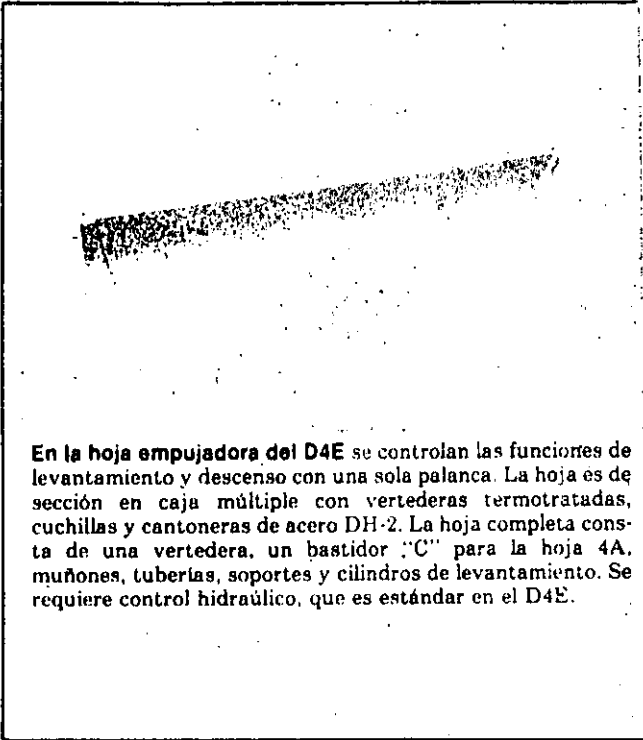 En la hoja empujadora del D4E se controlan las funciones de
levantamiento y descenso con una sola palanca. La hoja es de
sección en caja múltiple con vertederas termotratadas,
cuchillas y cantoneras de acero DH-2. La hoja completa cons-
ta de una vertedera, un bastidor "C" para la hoja 4A,
muñones, tuberías, soportes y cilindros de levantamiento. Se
requiere control hidraúlico, que es estándar en el D4E.